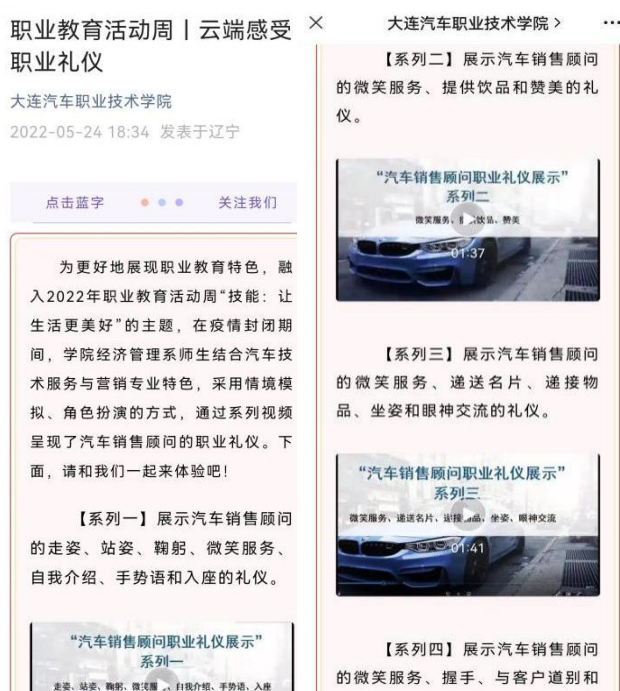 职业教育活动周丨云端感受
职业礼仪
大连汽车职业技术学院
2022-05-24 18:34 发表于辽宁
点击蓝字
关注我们
为更好地展现职业教育特色，融
入2022年职业教育活动周“技能：让
生活更美好”的主题，在疫情封闭期
间，学院经济管理系师生结合汽车技
术服务与营销专业特色，采用情境模
拟、角色扮演的方式，通过系列视频
呈现了汽车销售顾问的职业礼仪。下
面，请和我们一起来体验吧！
【系列一】展示汽车销售顾问
的走姿、站姿、鞠躬、微笑服务、
自我介绍、手势语和入座的礼仪。
“汽车销售顾问职业礼仪展示”
系列一
走姿、站姿、鞠躬、微笑服、自我介绍、手势语、入座
大连汽车职业技术学院
【系列二】展示汽车销售顾问
的微笑服务、提供饮品和赞美的礼
仪。
“汽车销售顾问职业礼仪展示”
系列二
微笑服务、饮品、赞美
01:37
【系列三】展示汽车销售顾问
的微笑服务、递送名片、递接物
品、坐姿和眼神交流的礼仪。
“汽车销售顾问职业礼仪展示”
系列三
微笑服务、递送名片、递接品、坐姿、眼神交流
01:41
【系列四】展示汽车销售顾问
的微笑服务、握手、与客户道别和